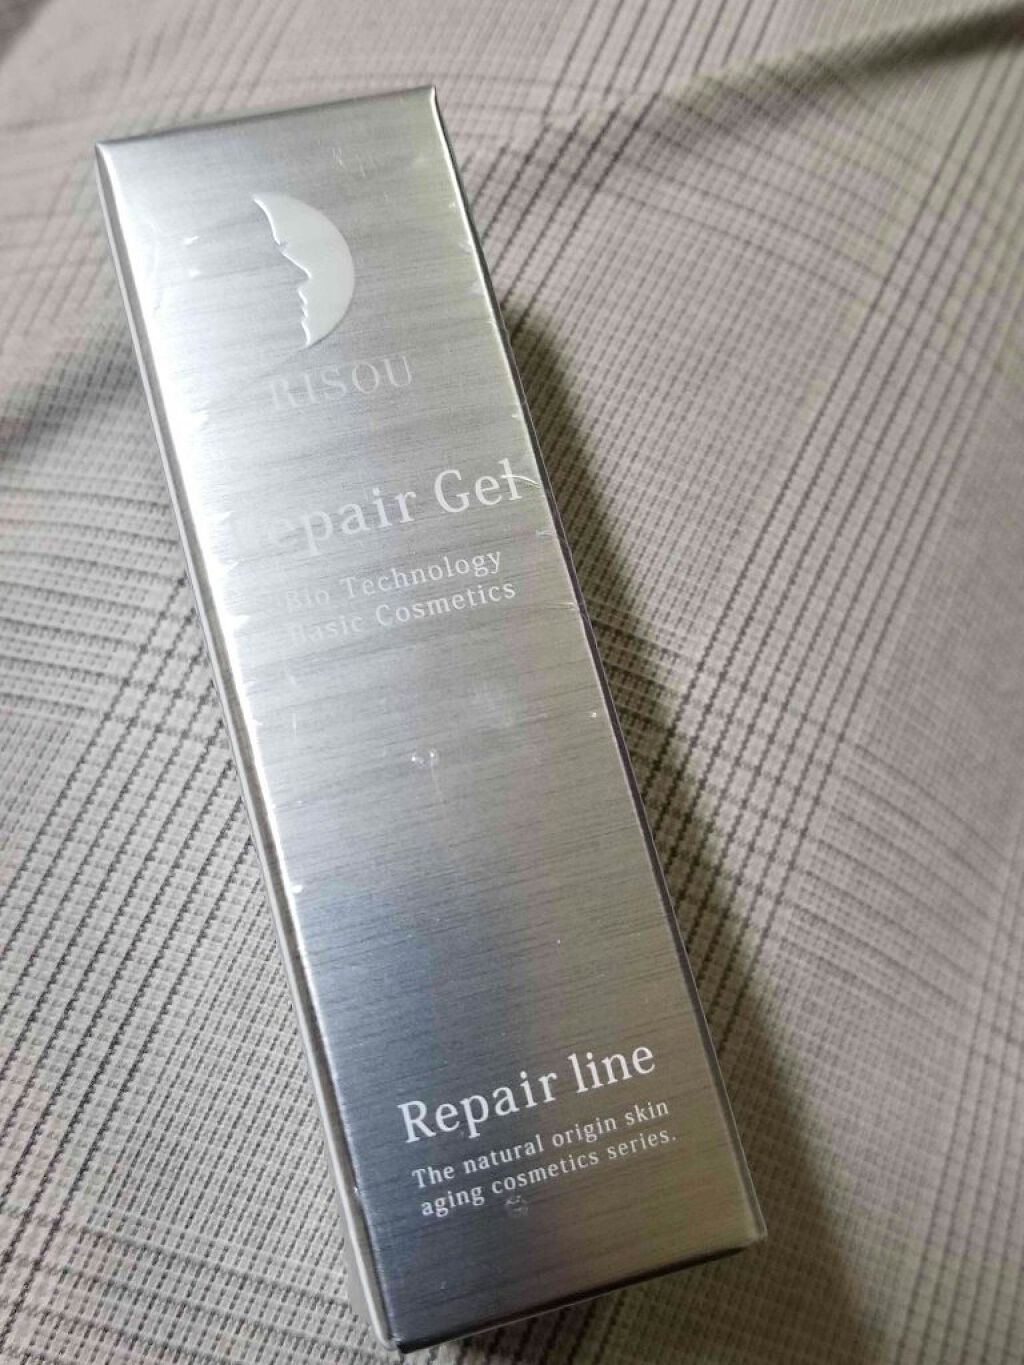 RISOU
Repair Gel
Bio Technology
Basic Cosmetics
Repair line
The natural origin skin
aging cosmetics series.